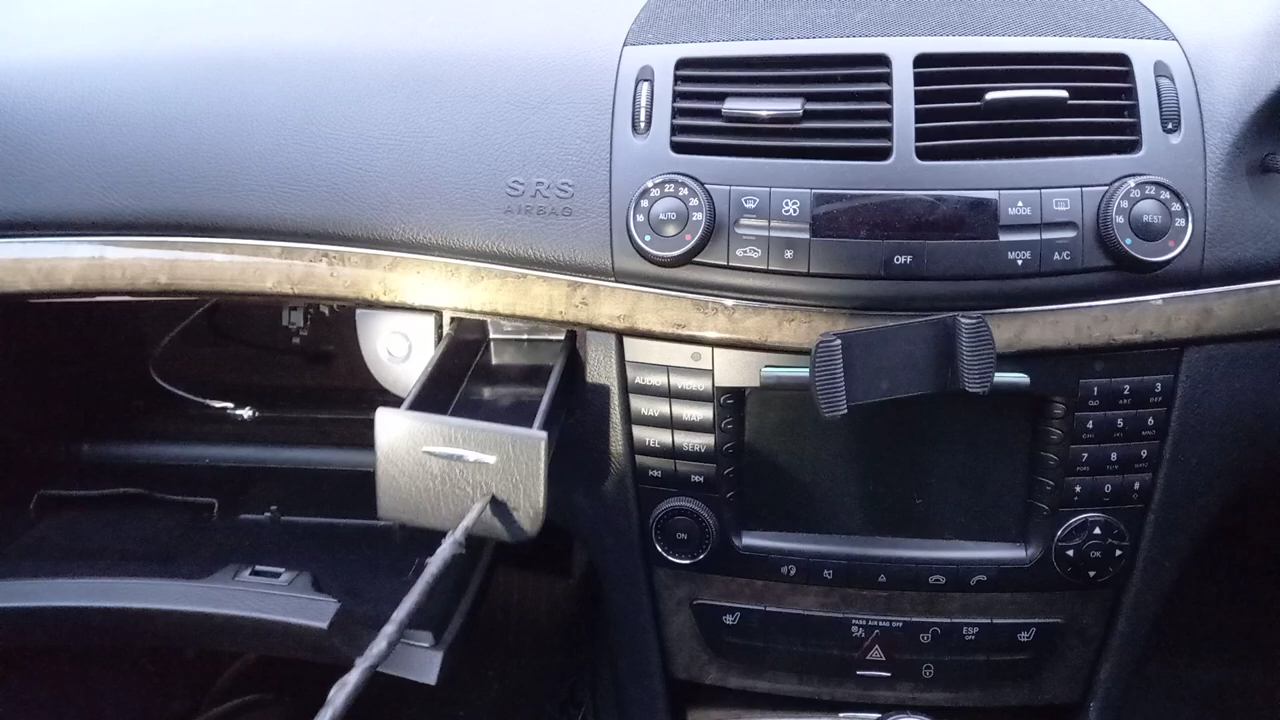 SRS
AIRBAG
16 18 20 22 24 26 28
AUTO
MODE
MODE
OFF
A/C
16 18 20 22 24 26 28
REST
AUDIO VIDEO
NAV MAP
TEL SERV
ON
1 2 ABC 3 DEF
4 GHI 5 JKL 6 MNO
7 PQRS 8 TUV 9 WXYZ
* 0 #
+
OK
PASS AIR BAG OFF
ESP
OFF